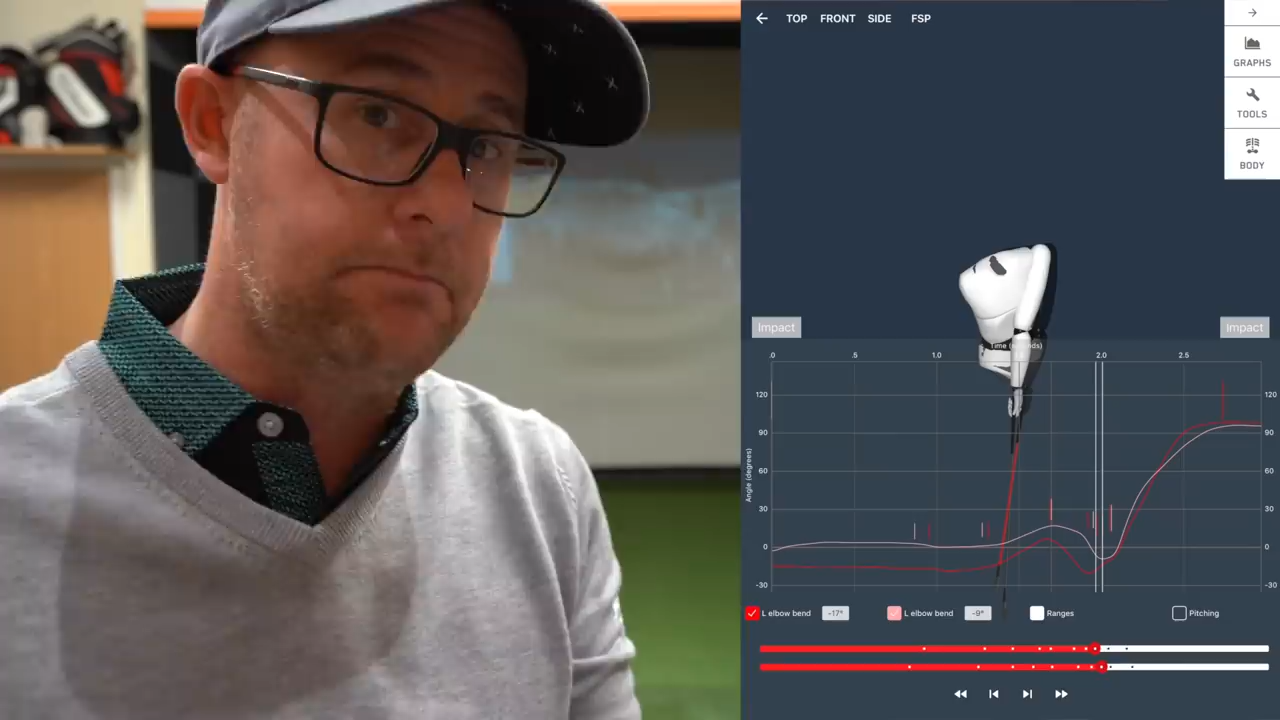 TOP FRONT SIDE FSP
GRAPHS
TOOLS
BODY
Impact
Impact
.0 .5 1.0 2.0 2.5
120 120
90 90
60 60
30 30
0 0
-30 -30
Angle (degrees)
L elbow bend -17° L elbow bend -9° Ranges Pitching